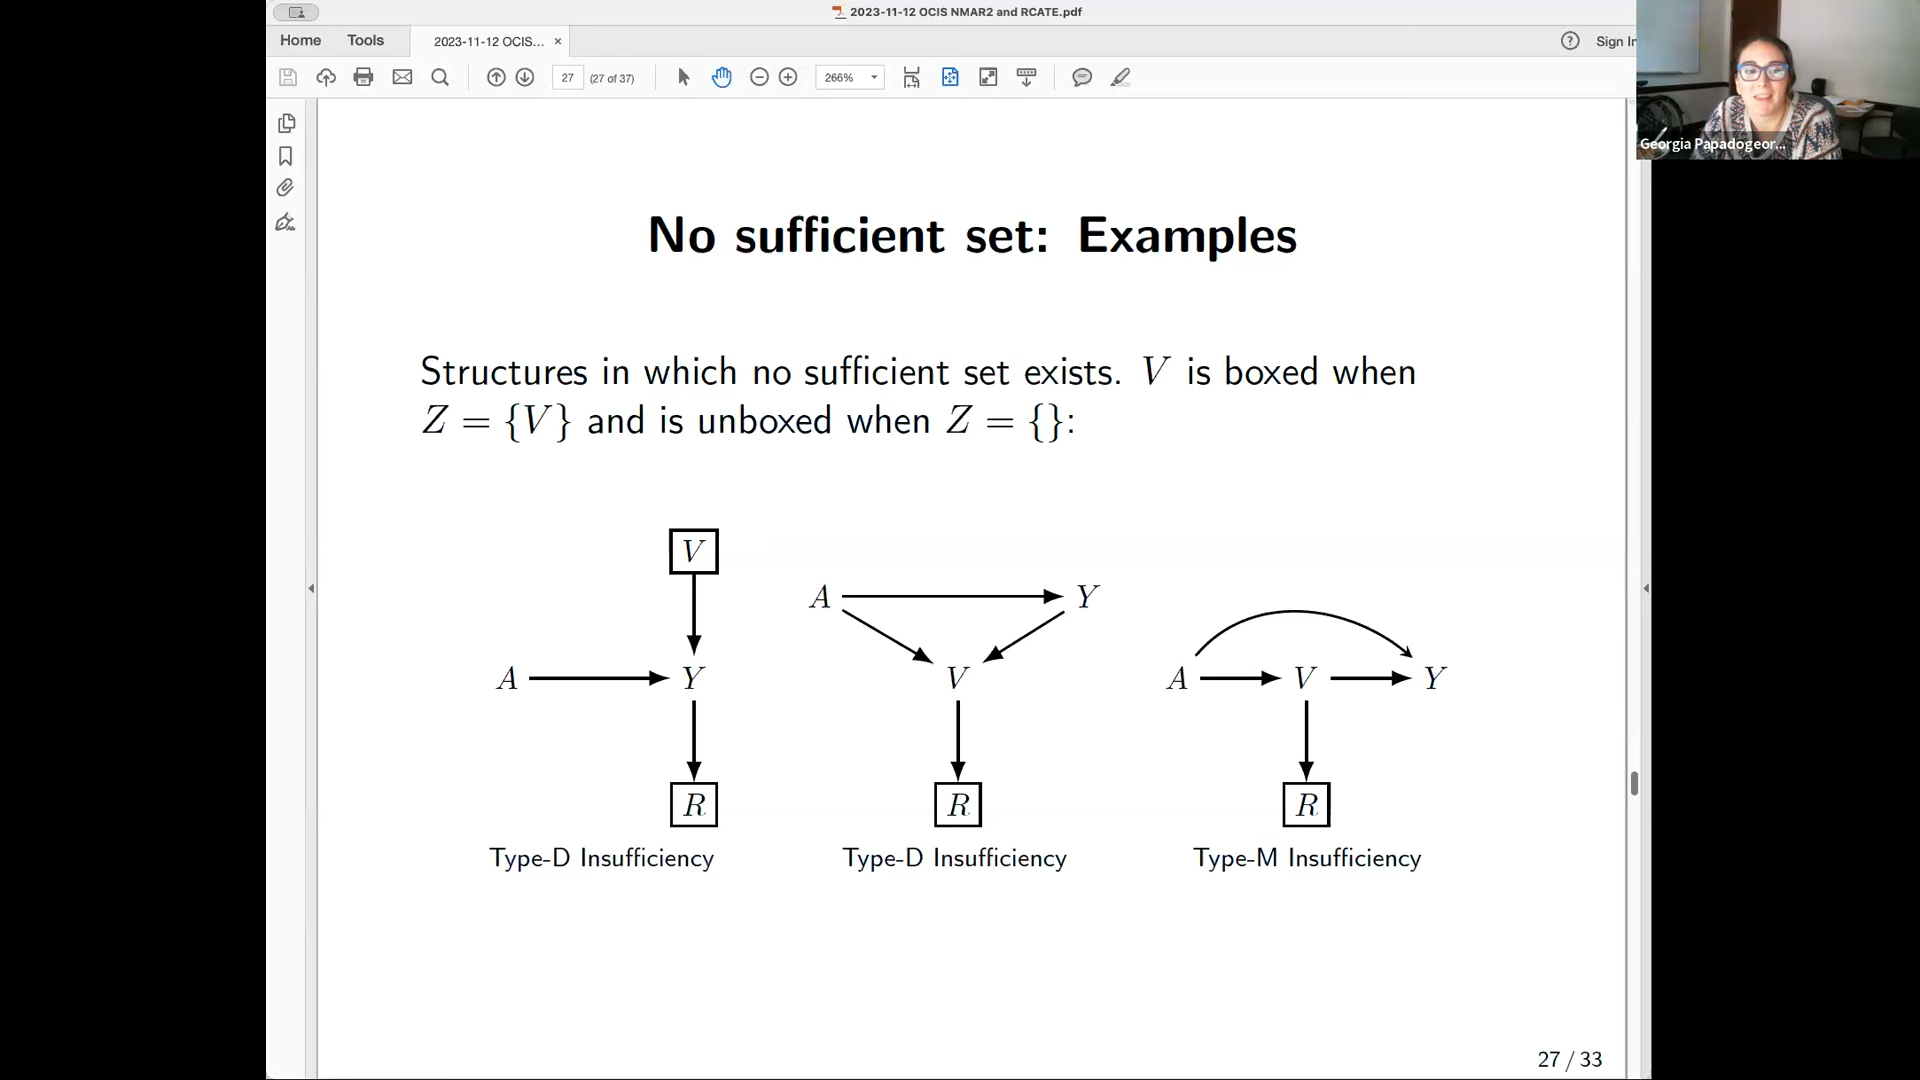 2023-11-12 OCIS NMAR2 and RCATE.pdf
Home Tools 2023-11-12 OCIS... × Sign In
27 (27 of 37) 266%
Georgia Papadogeor...
No sufficient set: Examples
Structures in which no sufficient set exists. V is boxed when
Z = {V} and is unboxed when Z = {}:
V
A Y
A Y A V Y
V
R R R
Type-D Insufficiency Type-D Insufficiency Type-M Insufficiency
27 / 33